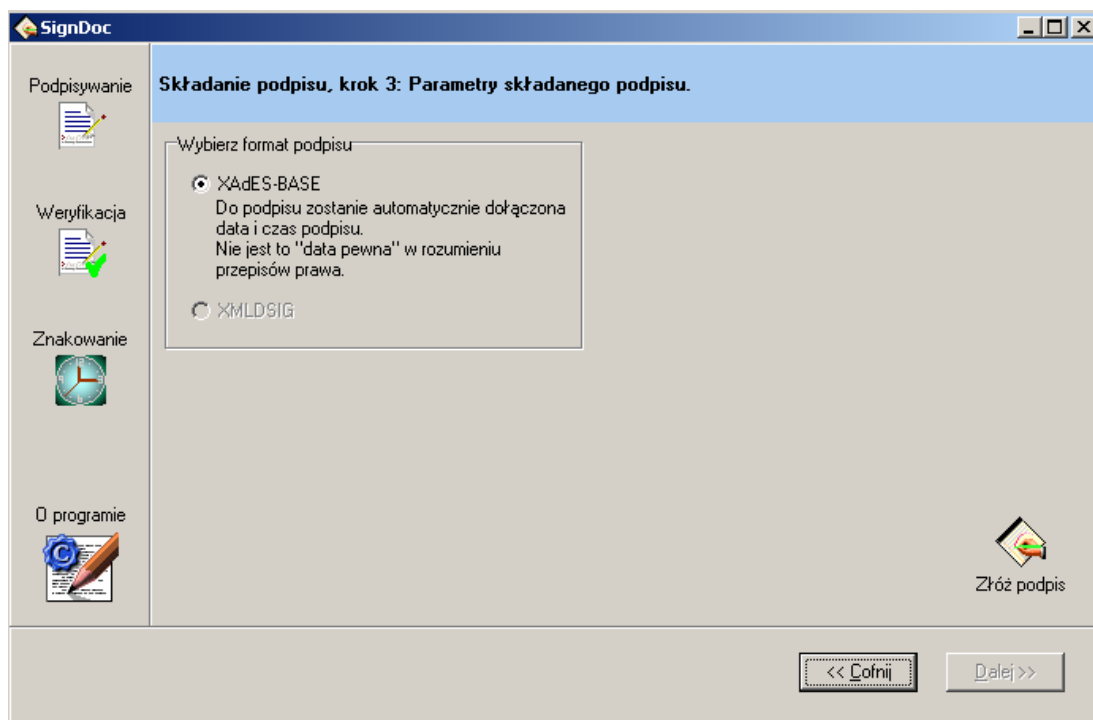 SignDoc
Podpisywanie
Składanie podpisu, krok 3: Parametry składanego podpisu.
Wybierz format podpisu
XAdES-BASE
Do podpisu zostanie automatycznie dołączona
data i czas podpisu.
Nie jest to "data pewna" w rozumieniu
przepisów prawa.
XMLDSIG
Weryfikacja
Znakowanie
O programie
Złóż podpis
<< Cofnij
Dalej >>